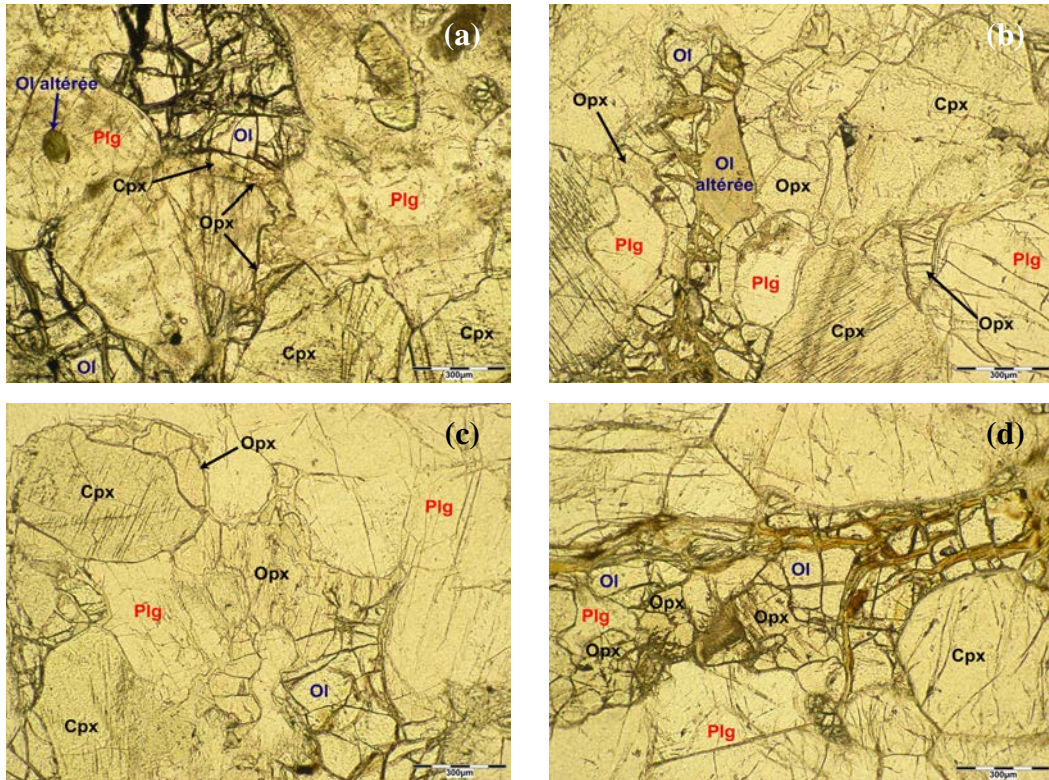 (a)
Ol altérée
Plg
Ol
Cpx
Opx
Plg
Cpx
Cpx
Ol
300µm
(b)
Ol
Opx
Cpx
Ol
altérée
Opx
Plg
Plg
Plg
Cpx
Opx
300µm
(c)
Opx
Cpx
Plg
Opx
Plg
Ol
Cpx
300µm
(d)
Ol
Ol
Plg
Opx
Opx
Opx
Cpx
Plg
300µm